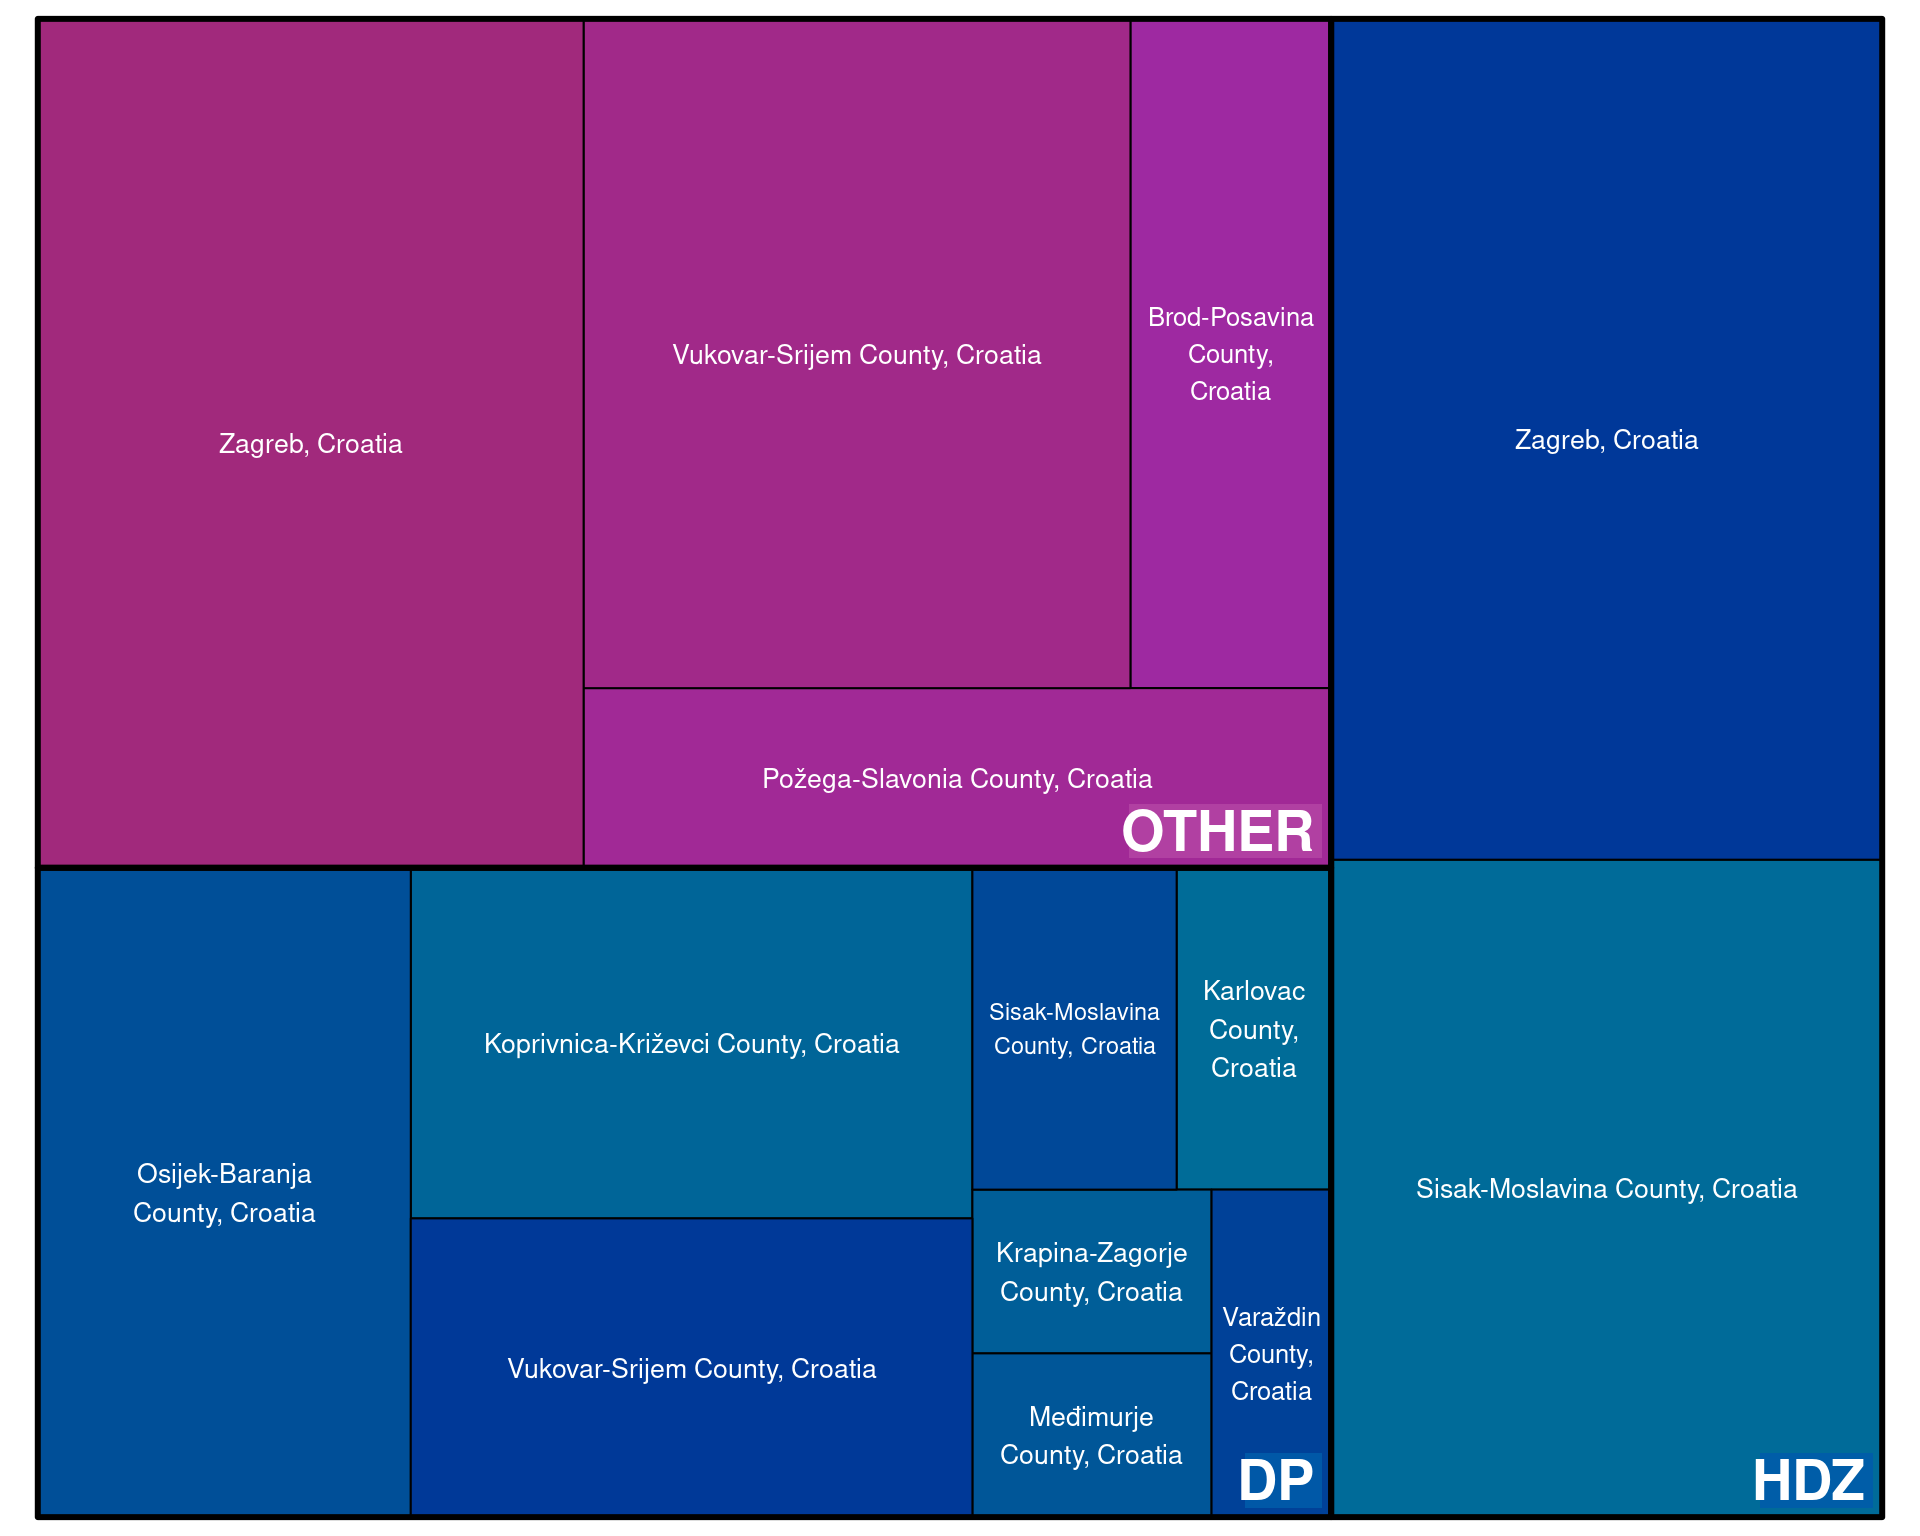 Zagreb, Croatia
Vukovar-Srijem County, Croatia
Brod-Posavina
County,
Croatia
Požega-Slavonia County, Croatia
OTHER
Osijek-Baranja
County, Croatia
Koprivnica-Križevci County, Croatia
Vukovar-Srijem County, Croatia
Sisak-Moslavina
County, Croatia
Karlovac
County,
Croatia
Krapina-Zagorje
County, Croatia
Međimurje
County, Croatia
Varaždin
County,
Croatia
DP
Zagreb, Croatia
Sisak-Moslavina County, Croatia
HDZ